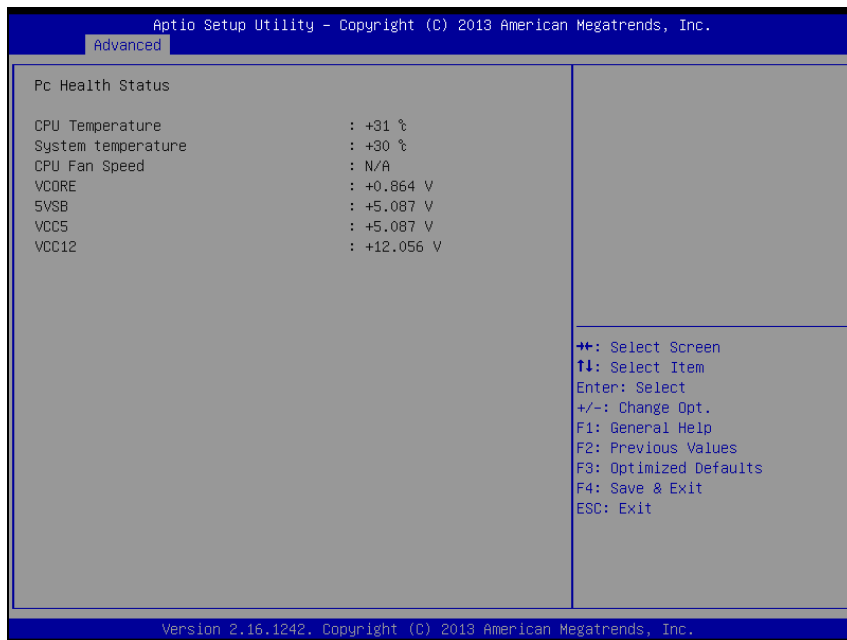 Aptio Setup Utility – Copyright (C) 2013 American Megatrends, Inc.
Advanced
Pc Health Status
CPU Temperature : +31 ℃
System temperature : +30 ℃
CPU Fan Speed : N/A
VCORE : +0.864 V
5VSB : +5.087 V
VCC5 : +5.087 V
VCC12 : +12.056 V
→←: Select Screen
↑↓: Select Item
Enter: Select
+/-: Change Opt.
F1: General Help
F2: Previous Values
F3: Optimized Defaults
F4: Save & Exit
ESC: Exit
Version 2.16.1242. Copyright (C) 2013 American Megatrends, Inc.